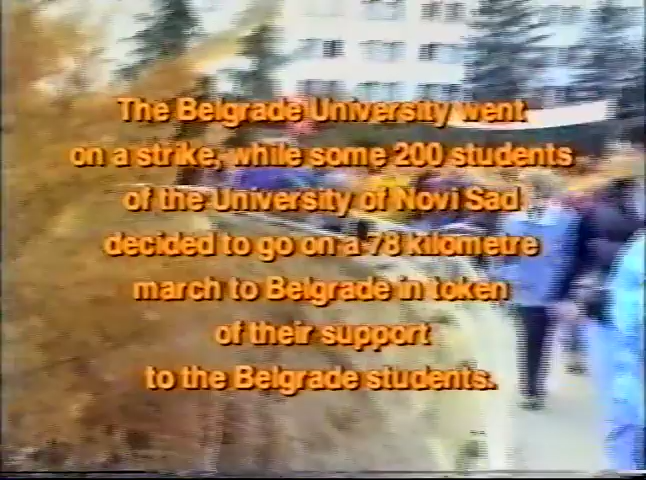 The Belgrade University went
on a strike, while some 200 students
of the University of Novi Sad
decided to go on a 78 kilometre
march to Belgrade in token
of their support
to the Belgrade students.